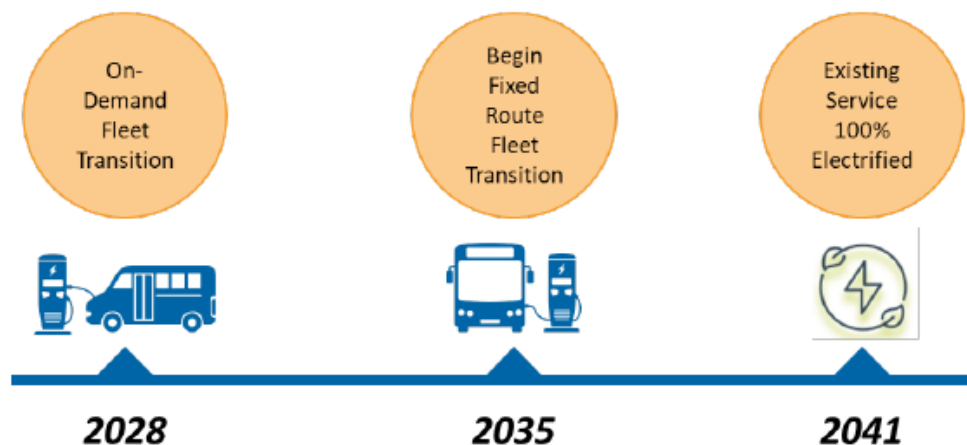 On-
Demand
Fleet
Transition
Begin
Fixed
Route
Fleet
Transition
Existing
Service
100%
Electrified
2028
2035
2041